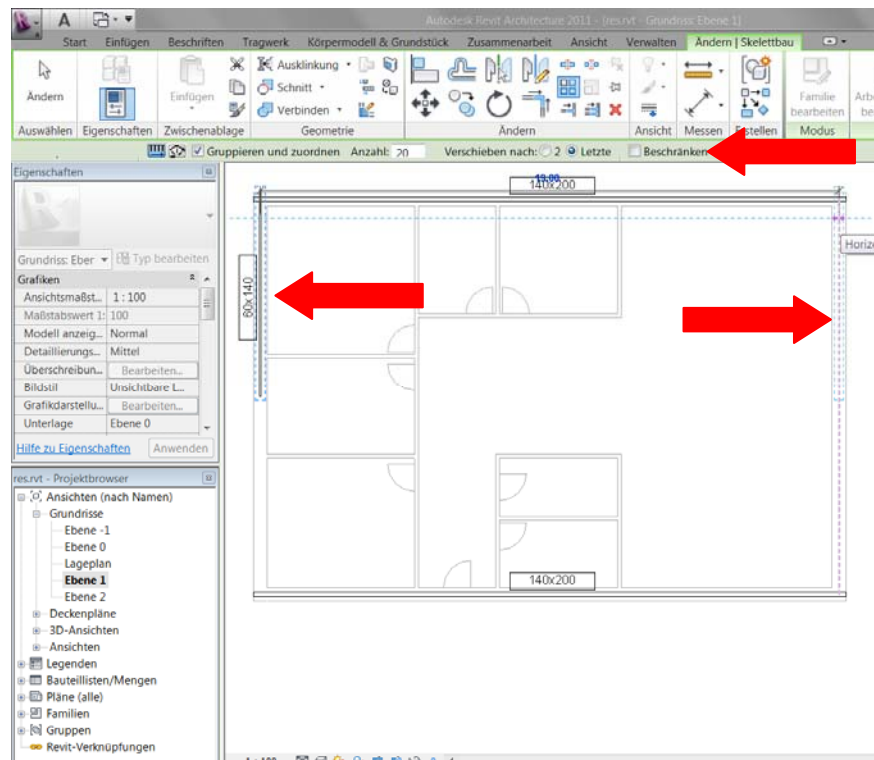 Autodesk Revit Architecture 2011 - [res.rvt - Grundriss: Ebene 1]
Start Einfügen Beschriften Tragwerk Körpermodell & Grundstück Zusammenarbeit Ansicht Verwalten Ändern | Skelettbau
Ändern
Einfügen
Ausklinkung
Schnitt
Verbinden
Familie
bearbeiten
Auswählen Eigenschaften Zwischenablage Geometrie Ändern Ansicht Messen Erstellen Modus
Gruppieren und zuordnen Anzahl: 20 Verschieben nach: 2 Letzte Beschränken
Eigenschaften
Grundriss: Eber Typ bearbeiten
Grafiken
Ansichtsmaßst... 1 : 100
Maßstabswert 1: 100
Modell anzeig... Normal
Detaillierungs... Mittel
Überschreibun... Bearbeiten...
Bildstil Unsichtbare L...
Grafikdarstellu... Bearbeiten...
Unterlage Ebene 0
Hilfe zu Eigenschaften Anwenden
res.rvt - Projektbrowser
Ansichten (nach Namen)
Grundrisse
Ebene -1
Ebene 0
Lageplan
Ebene 1
Ebene 2
Deckenpläne
3D-Ansichten
Ansichten
Legenden
Bauteillisten/Mengen
Pläne (alle)
Familien
Gruppen
Revit-Verknüpfungen
140x200
60x140
Horiz
140x200